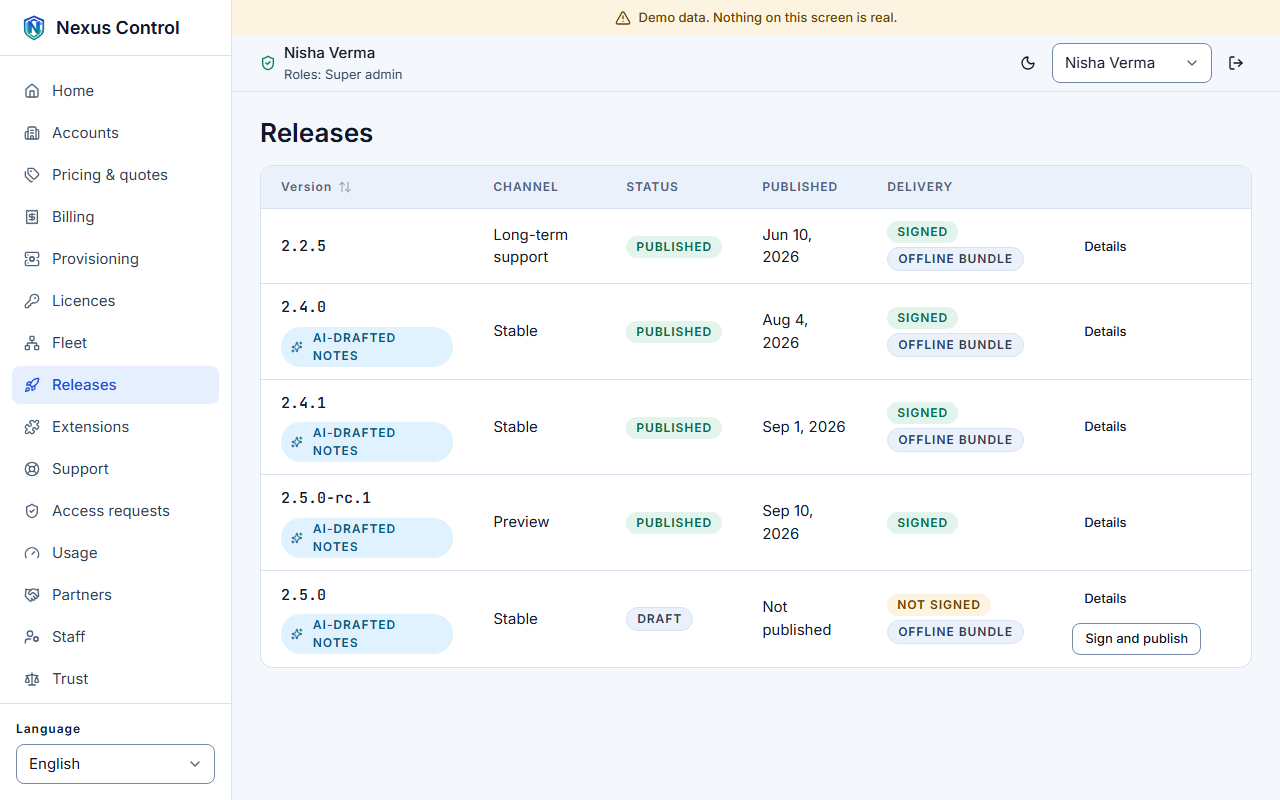 Nexus Control
Demo data. Nothing on this screen is real.
Nisha Verma
Roles: Super admin
Nisha Verma
Home
Accounts
Pricing & quotes
Billing
Provisioning
Licences
Fleet
Releases
Extensions
Support
Access requests
Usage
Partners
Staff
Trust
Language
English
Releases
Version CHANNEL STATUS PUBLISHED DELIVERY
2.2.5
Long-term
support
PUBLISHED
Jun 10,
2026
SIGNED
OFFLINE BUNDLE
Details
2.4.0
AI-DRAFTED
NOTES
Stable
PUBLISHED
Aug 4,
2026
SIGNED
OFFLINE BUNDLE
Details
2.4.1
AI-DRAFTED
NOTES
Stable
PUBLISHED
Sep 1, 2026
SIGNED
OFFLINE BUNDLE
Details
2.5.0-rc.1
AI-DRAFTED
NOTES
Preview
PUBLISHED
Sep 10,
2026
SIGNED
Details
2.5.0
AI-DRAFTED
NOTES
Stable
DRAFT
Not
published
NOT SIGNED
OFFLINE BUNDLE
Details
Sign and publish